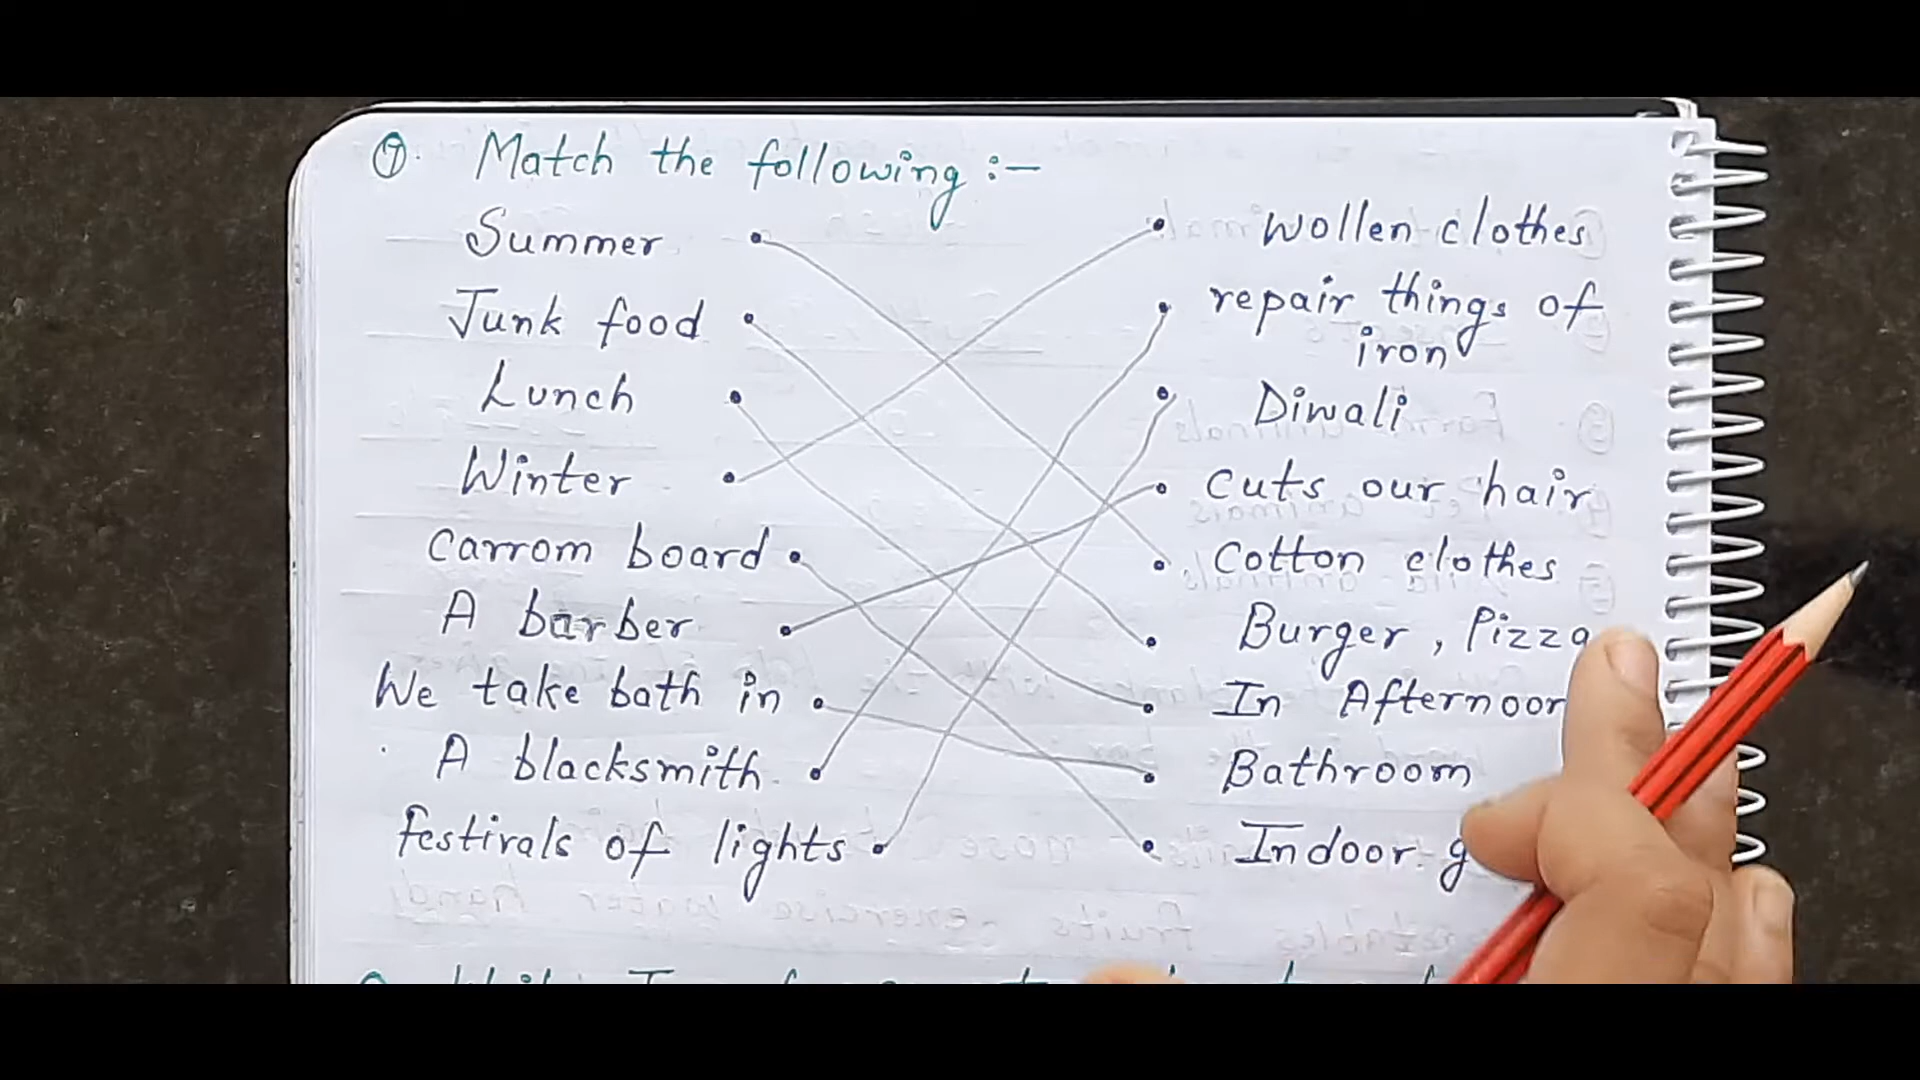 7. Match the following :-
Summer • • Wollen clothes
Junk food • • repair things of
iron
Lunch • • Diwali
Winter • • Cuts our hair
Carrom board • • Cotton clothes
A barber • • Burger, Pizza
We take bath in • • In Afternoon
A blacksmith • • Bathroom
festivals of lights • • Indoor